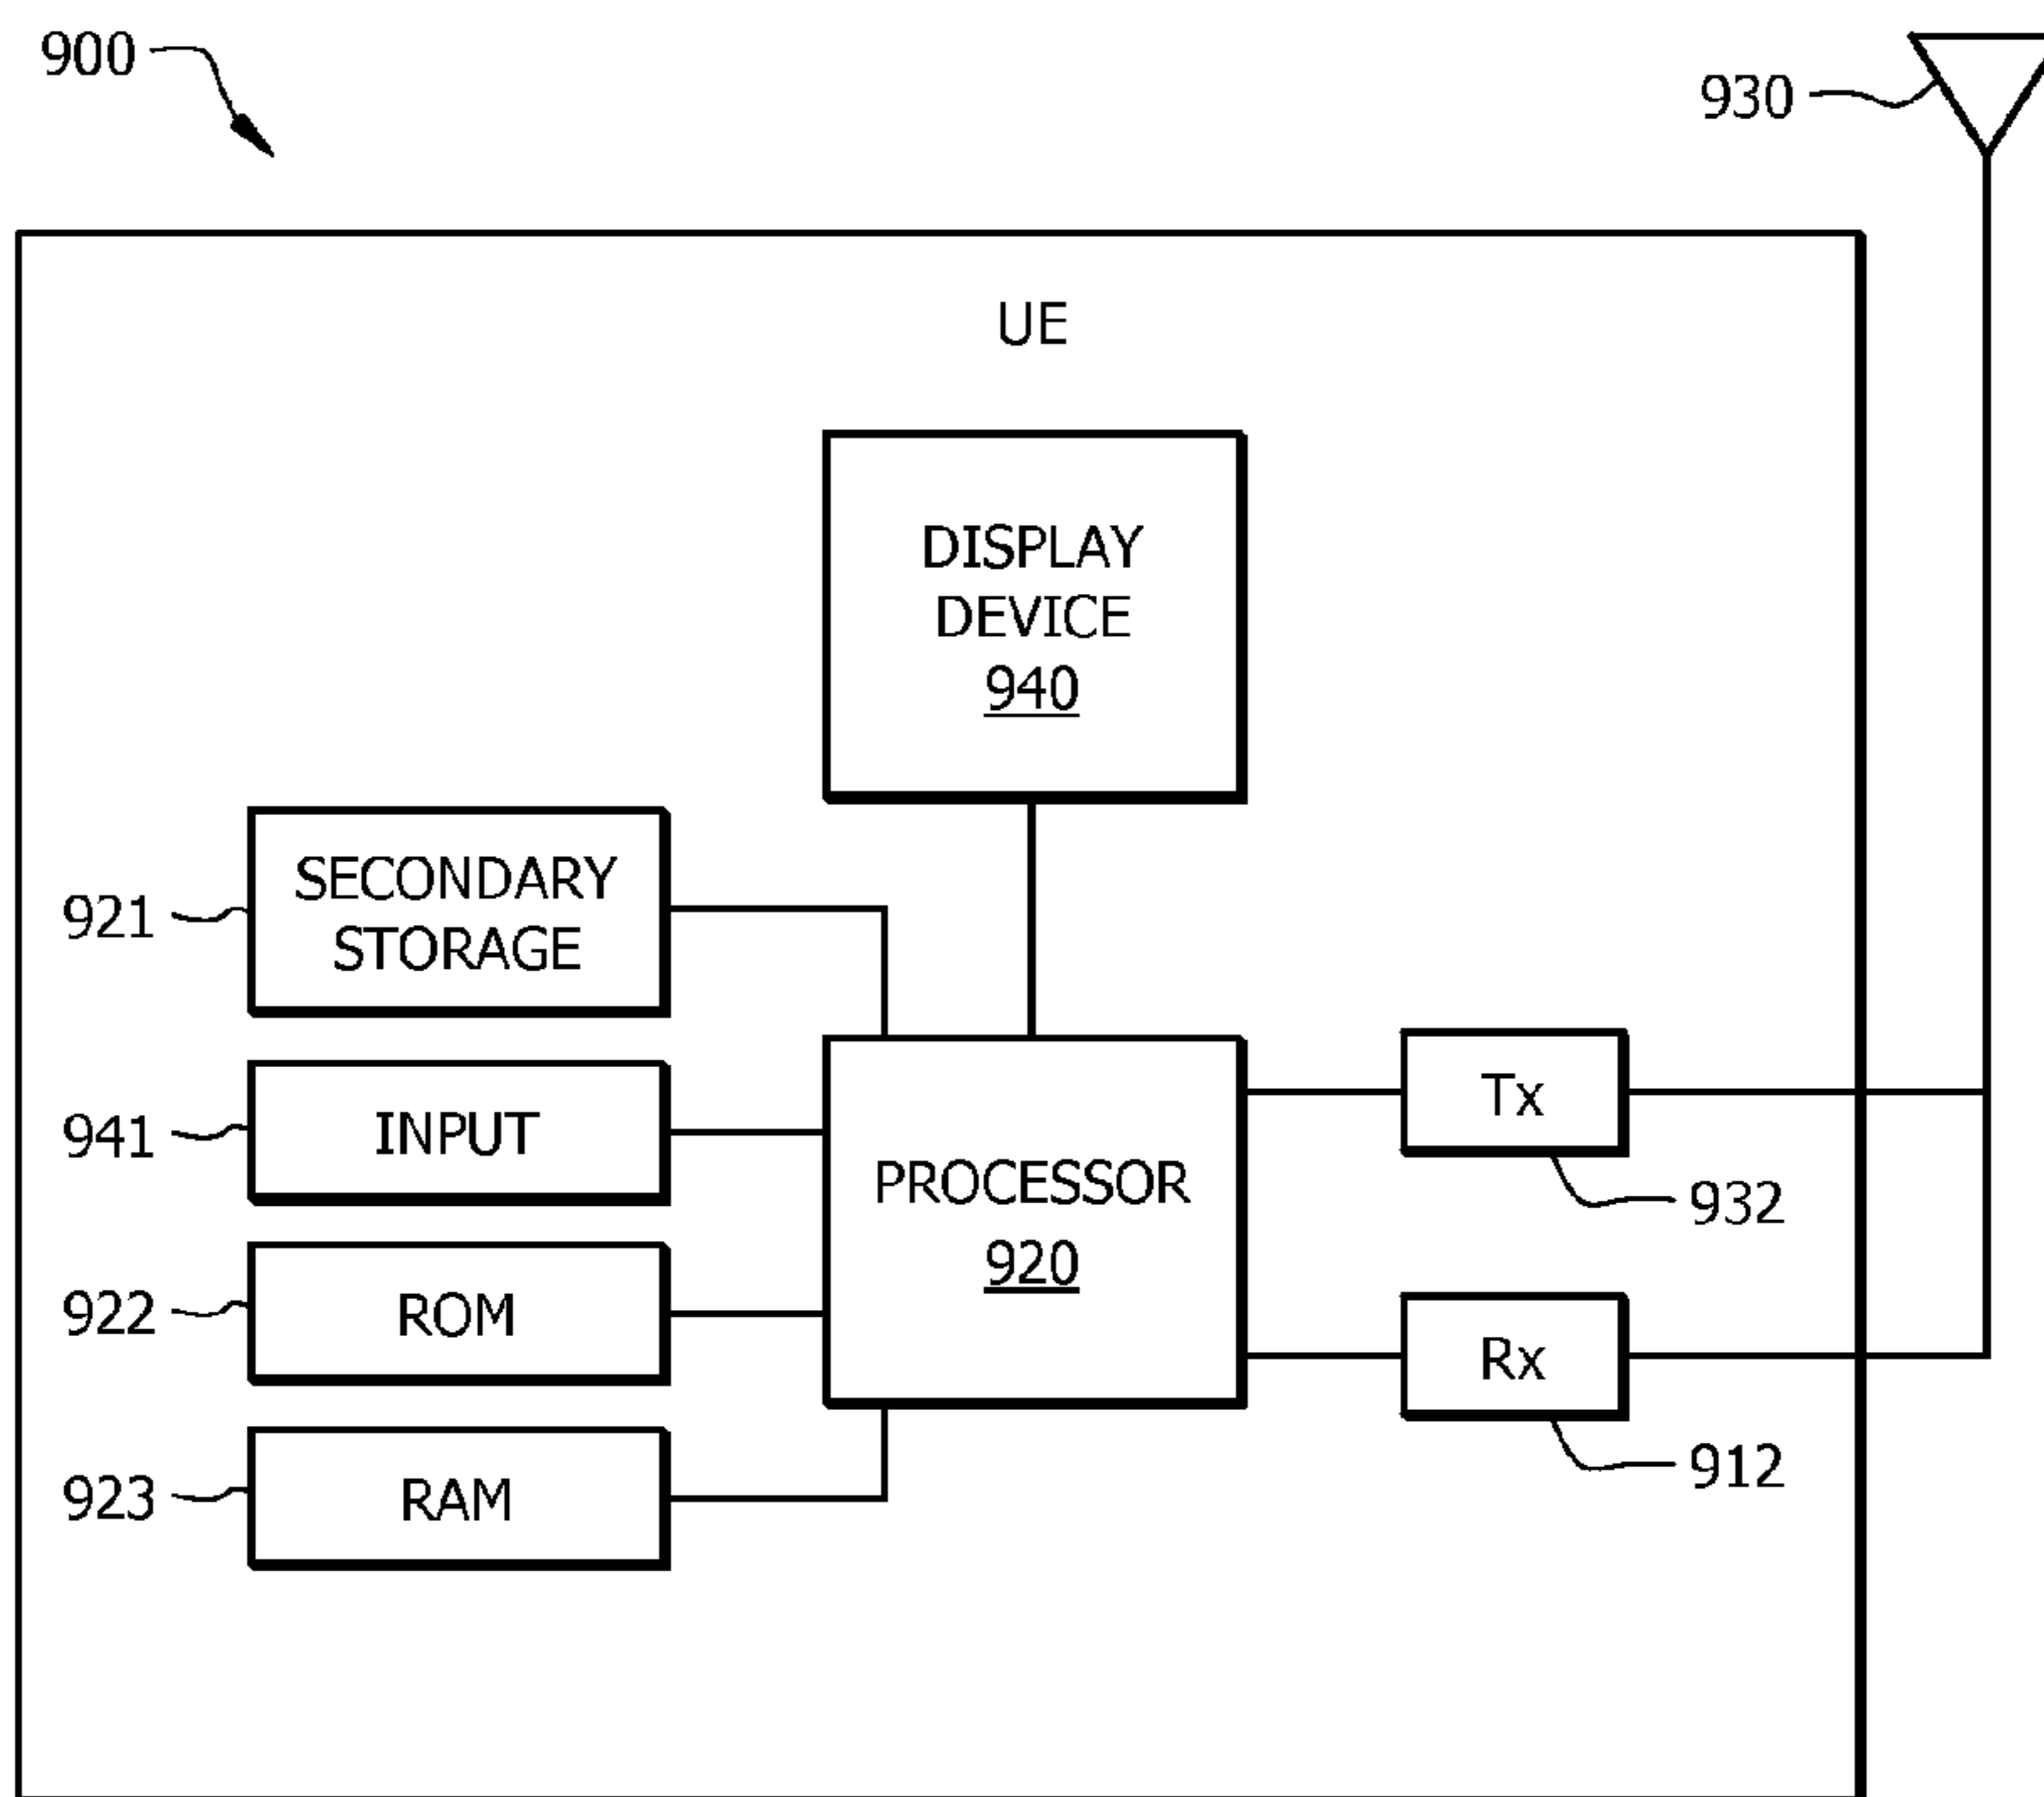 900
930
UE
DISPLAY
DEVICE
940
SECONDARY
STORAGE
921
INPUT
941
ROM
922
RAM
923
PROCESSOR
920
Tx
932
Rx
912